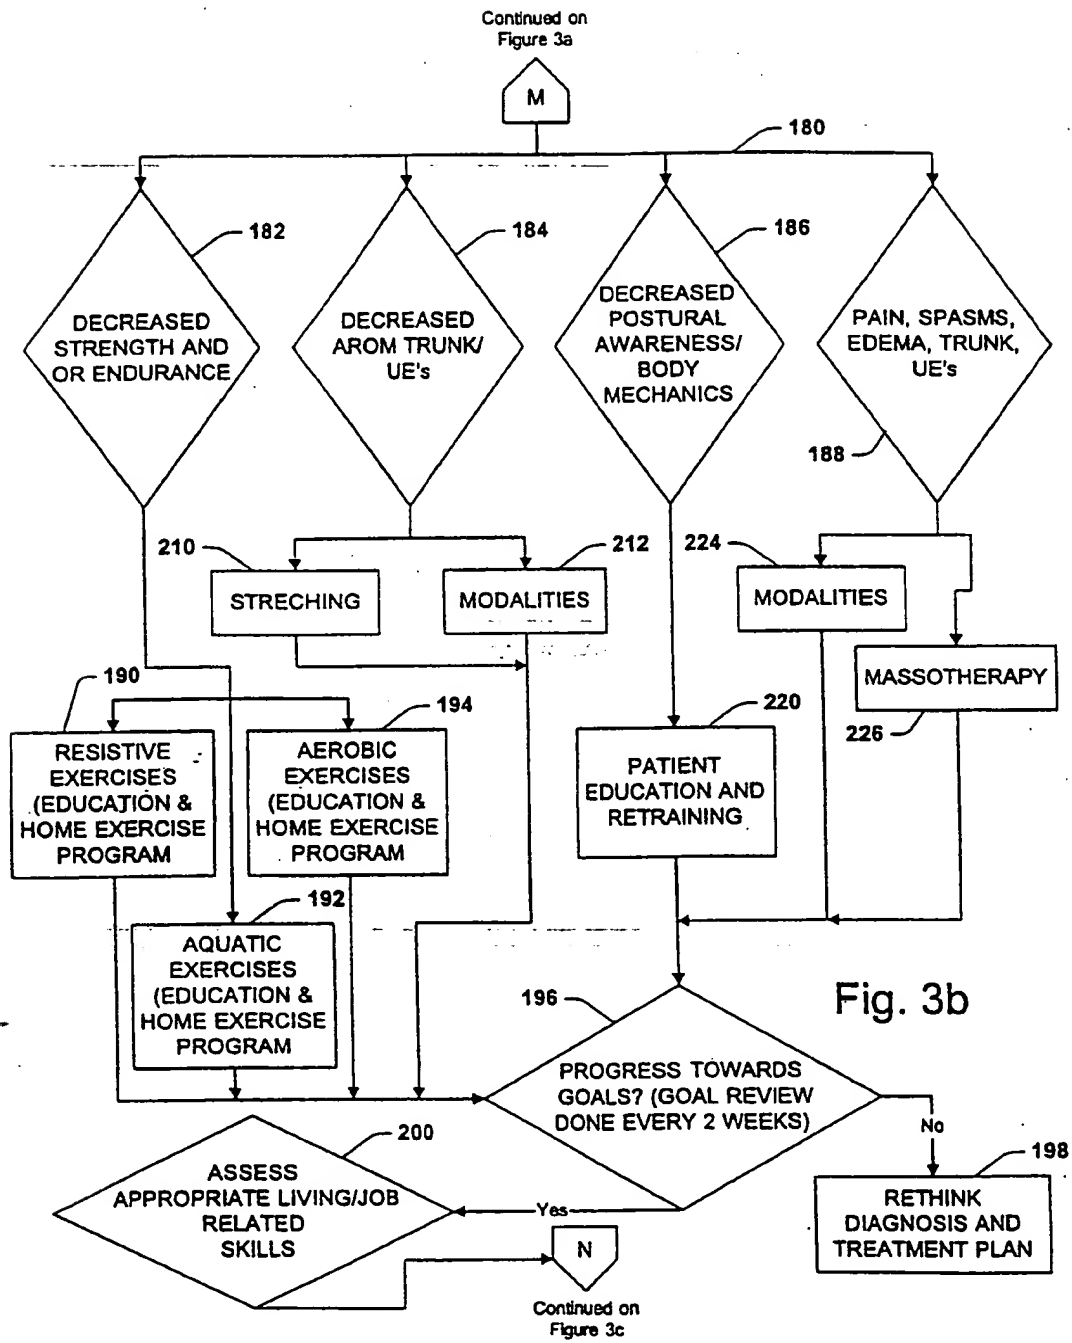 Continued on
Figure 3a
M
180
182
184
186
DECREASED
STRENGTH AND
OR ENDURANCE
DECREASED
AROM TRUNK/
UE's
DECREASED
POSTURAL
AWARENESS/
BODY
MECHANICS
PAIN, SPASMS,
EDEMA, TRUNK,
UE's
188
210
STRECHING
212
MODALITIES
224
MODALITIES
MASSOTHERAPY
226
190
RESISTIVE
EXERCISES
(EDUCATION &
HOME EXERCISE
PROGRAM
194
AEROBIC
EXERCISES
(EDUCATION &
HOME EXERCISE
PROGRAM
220
PATIENT
EDUCATION AND
RETRAINING
192
AQUATIC
EXERCISES
(EDUCATION &
HOME EXERCISE
PROGRAM
196
Fig. 3b
PROGRESS TOWARDS
GOALS? (GOAL REVIEW
DONE EVERY 2 WEEKS)
No
198
RETHINK
DIAGNOSIS AND
TREATMENT PLAN
200
ASSESS
APPROPRIATE LIVING/JOB
RELATED
SKILLS
Yes
N
Continued on
Figure 3c